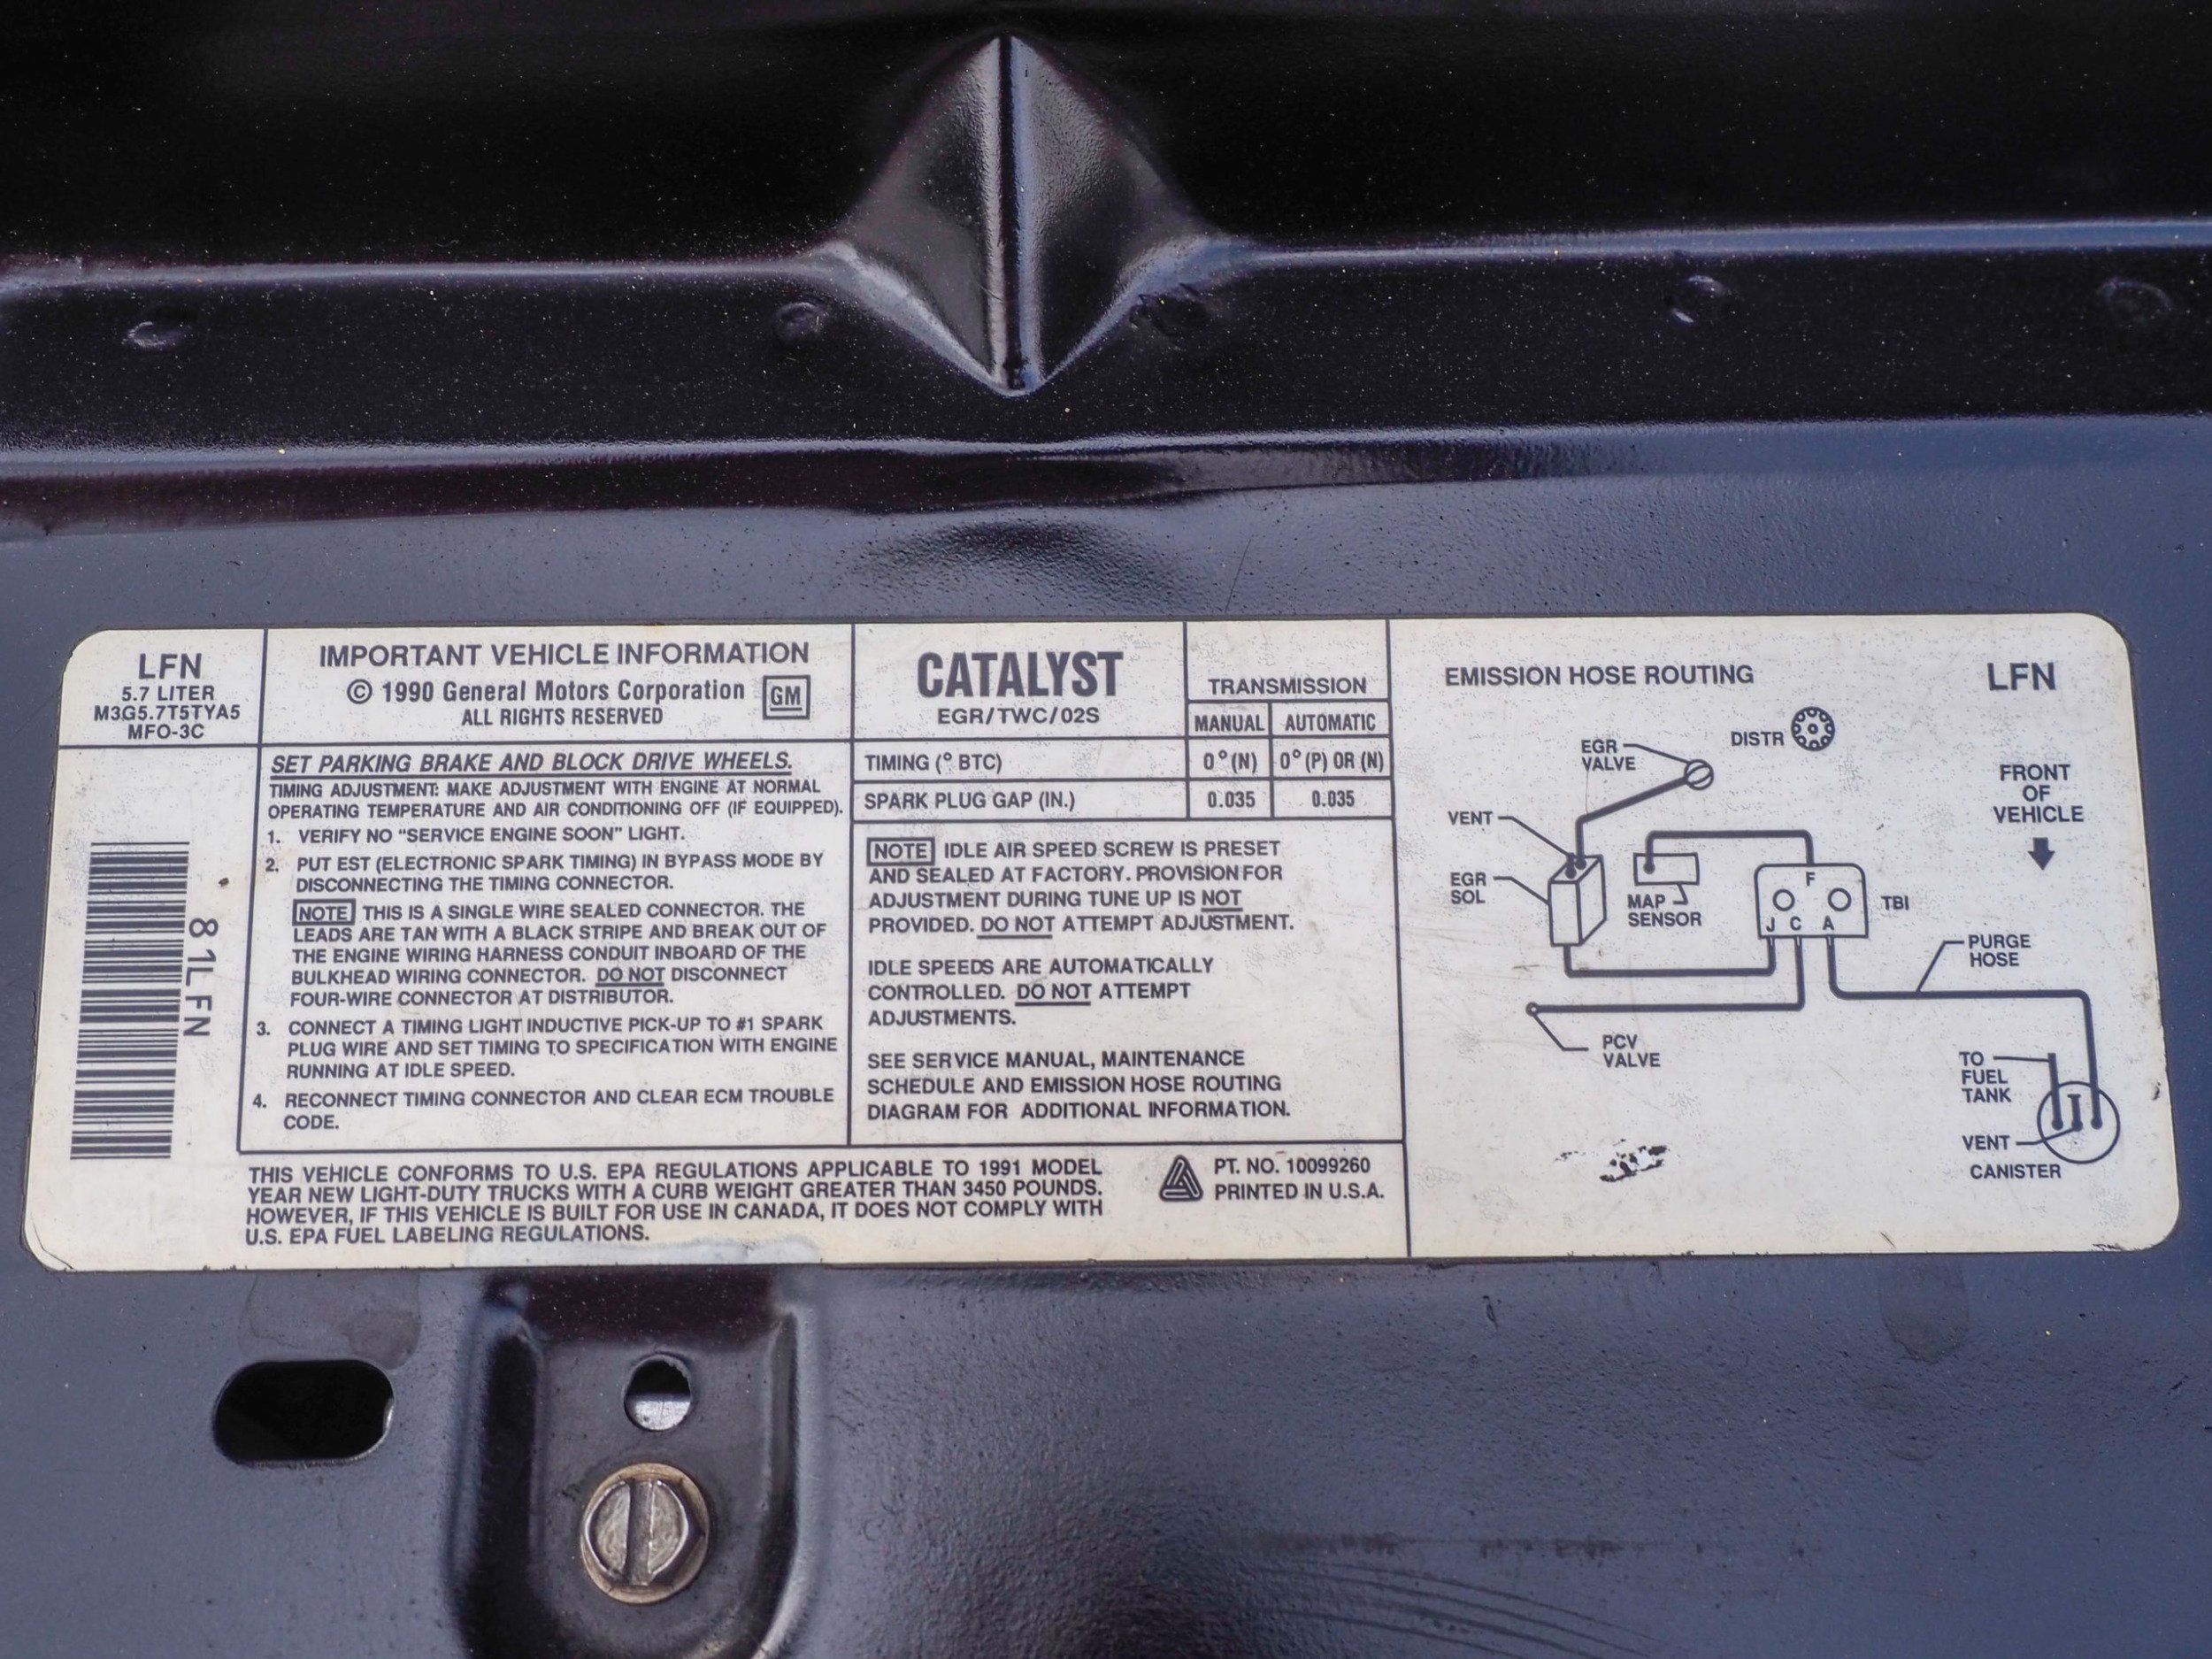 LFN
5.7 LITER
M3G5.7T5TYA5
MFO-3C
81LFN
IMPORTANT VEHICLE INFORMATION
© 1990 General Motors Corporation
GM
ALL RIGHTS RESERVED
SET PARKING BRAKE AND BLOCK DRIVE WHEELS.
TIMING ADJUSTMENT: MAKE ADJUSTMENT WITH ENGINE AT NORMAL
OPERATING TEMPERATURE AND AIR CONDITIONING OFF (IF EQUIPPED).
1. VERIFY NO "SERVICE ENGINE SOON" LIGHT.
2. PUT EST (ELECTRONIC SPARK TIMING) IN BYPASS MODE BY
DISCONNECTING THE TIMING CONNECTOR.
NOTE THIS IS A SINGLE WIRE SEALED CONNECTOR. THE
LEADS ARE TAN WITH A BLACK STRIPE AND BREAK OUT OF
THE ENGINE WIRING HARNESS CONDUIT INBOARD OF THE
BULKHEAD WIRING CONNECTOR. DO NOT DISCONNECT
FOUR-WIRE CONNECTOR AT DISTRIBUTOR.
3. CONNECT A TIMING LIGHT INDUCTIVE PICK-UP TO #1 SPARK
PLUG WIRE AND SET TIMING TO SPECIFICATION WITH ENGINE
RUNNING AT IDLE SPEED.
4. RECONNECT TIMING CONNECTOR AND CLEAR ECM TROUBLE
CODE.
CATALYST
EGR/TWC/02S
TRANSMISSION
MANUAL AUTOMATIC
TIMING (° BTC) 0° (N) 0° (P) OR (N)
SPARK PLUG GAP (IN.) 0.035 0.035
NOTE IDLE AIR SPEED SCREW IS PRESET
AND SEALED AT FACTORY. PROVISION FOR
ADJUSTMENT DURING TUNE UP IS NOT
PROVIDED. DO NOT ATTEMPT ADJUSTMENT.
IDLE SPEEDS ARE AUTOMATICALLY
CONTROLLED. DO NOT ATTEMPT
ADJUSTMENTS.
SEE SERVICE MANUAL, MAINTENANCE
SCHEDULE AND EMISSION HOSE ROUTING
DIAGRAM FOR ADDITIONAL INFORMATION.
THIS VEHICLE CONFORMS TO U.S. EPA REGULATIONS APPLICABLE TO 1991 MODEL
YEAR NEW LIGHT-DUTY TRUCKS WITH A CURB WEIGHT GREATER THAN 3450 POUNDS.
HOWEVER, IF THIS VEHICLE IS BUILT FOR USE IN CANADA, IT DOES NOT COMPLY WITH
U.S. EPA FUEL LABELING REGULATIONS.
PT. NO. 10099260
PRINTED IN U.S.A.
EMISSION HOSE ROUTING
LFN
DISTR
EGR
VALVE
FRONT
OF
VEHICLE
VENT
EGR
SOL
MAP
SENSOR
F
J C A
TBI
PURGE
HOSE
PCV
VALVE
TO
FUEL
TANK
VENT
CANISTER